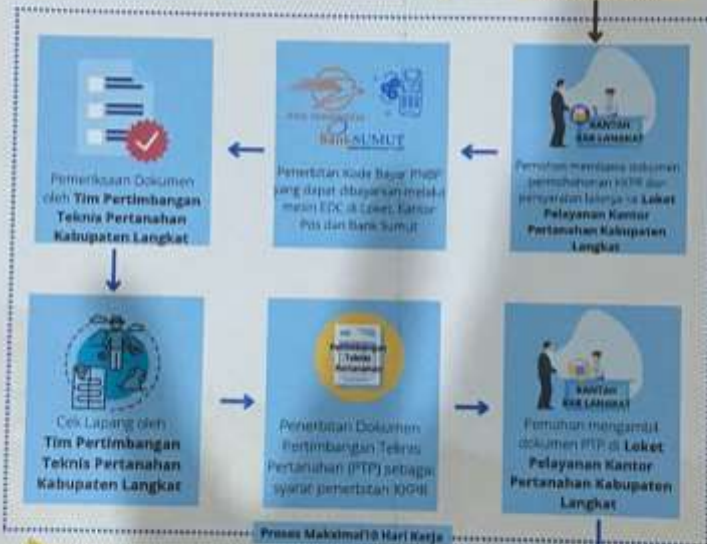 KANTAH
KAB LANGKAT
Pemohon membawa dokumen
permohonan KKPR dan
persyaratan lainnya ke Loket
Pelayanan Kantor
Pertanahan Kabupaten
Langkat
Bank SUMUT
Penerbitan Kode Bayar PNBP
yang dapat dibayarkan melalui
mesin EDC di Loket, Kantor
Pos dan Bank Sumut
Pemeriksaan Dokumen
oleh Tim Pertimbangan
Teknis Pertanahan
Kabupaten Langkat
Cek Lapang oleh
Tim Pertimbangan
Teknis Pertanahan
Kabupaten Langkat
Pertimbangan
Teknis
Pertanahan
Penerbitan Dokumen
Pertimbangan Teknis
Pertanahan (PTP) sebagai
syarat penerbitan KKPR
KANTAH
KAB LANGKAT
Pemohon mengambil
dokumen PTP di Loket
Pelayanan Kantor
Pertanahan Kabupaten
Langkat
Proses Maksimal 10 Hari Kerja